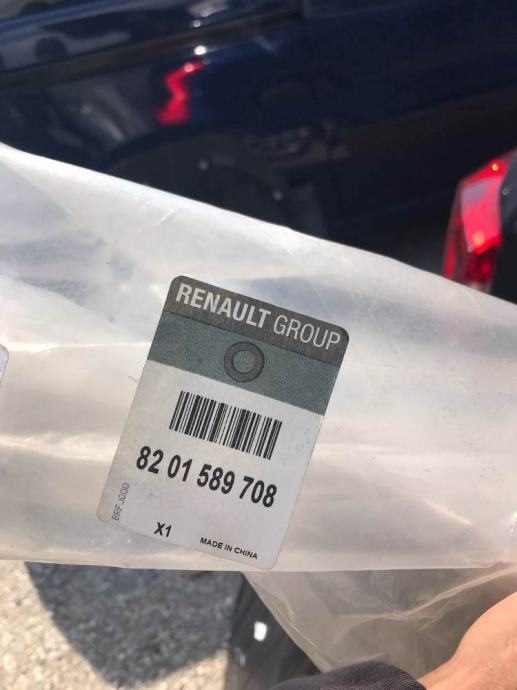 RENAULT GROUP
82 01 589 708
X1
MADE IN CHINA